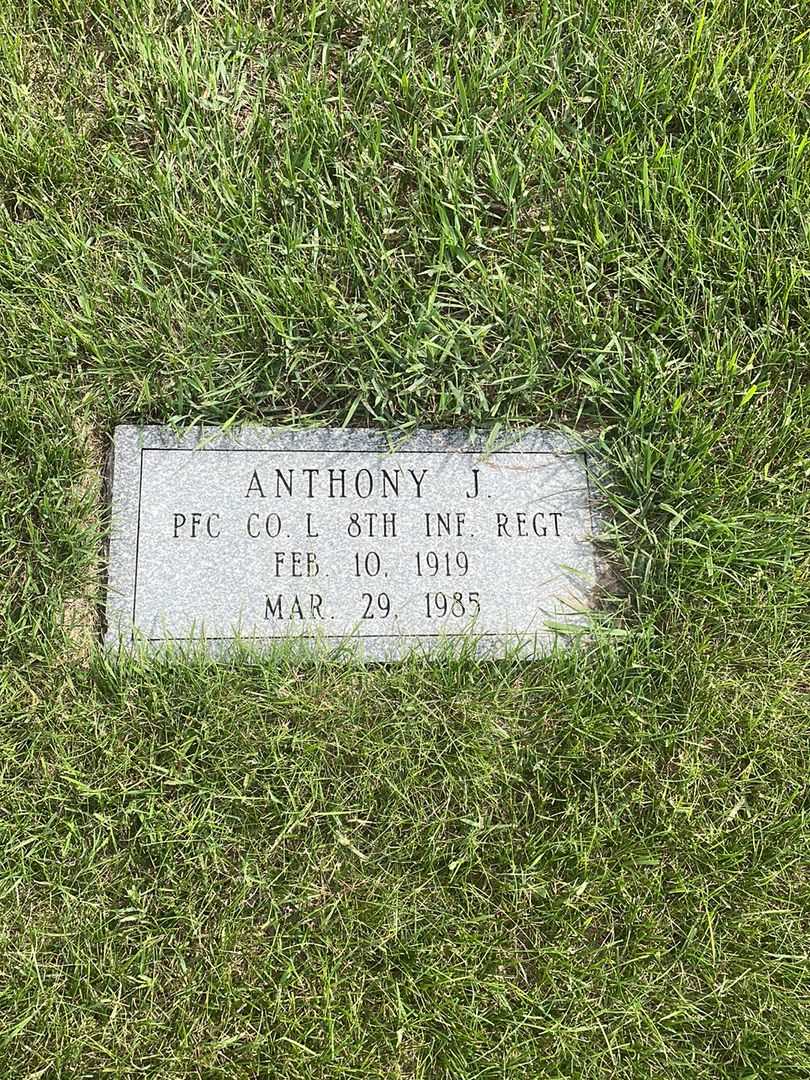 ANTHONY J.
PFC CO. L 8TH INF. REGT.
FEB. 10, 1919
MAR. 29, 1985